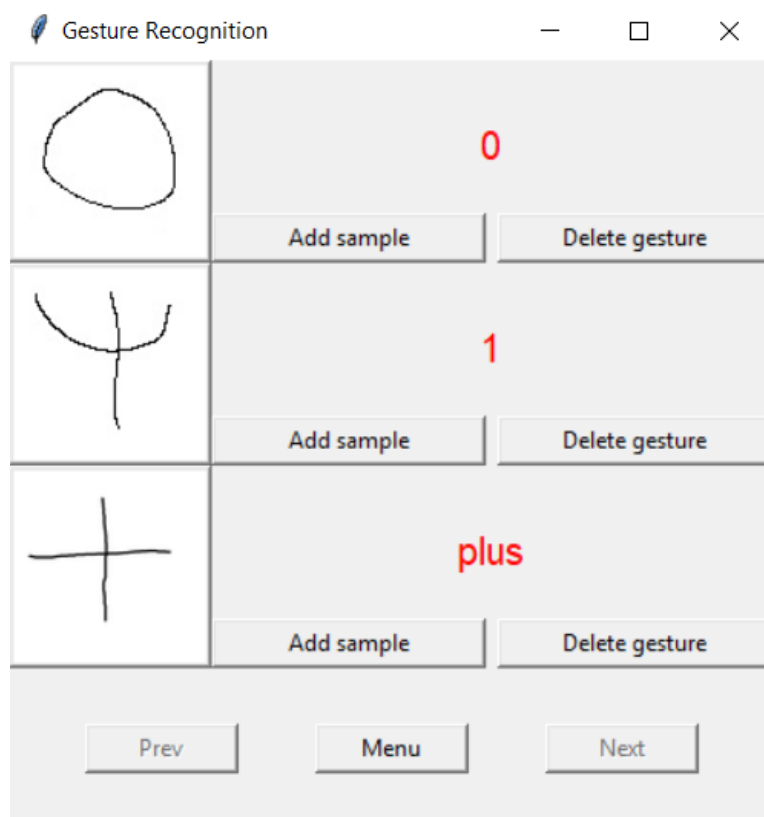 Gesture Recognition
0
Add sample Delete gesture
1
Add sample Delete gesture
plus
Add sample Delete gesture
Prev Menu Next